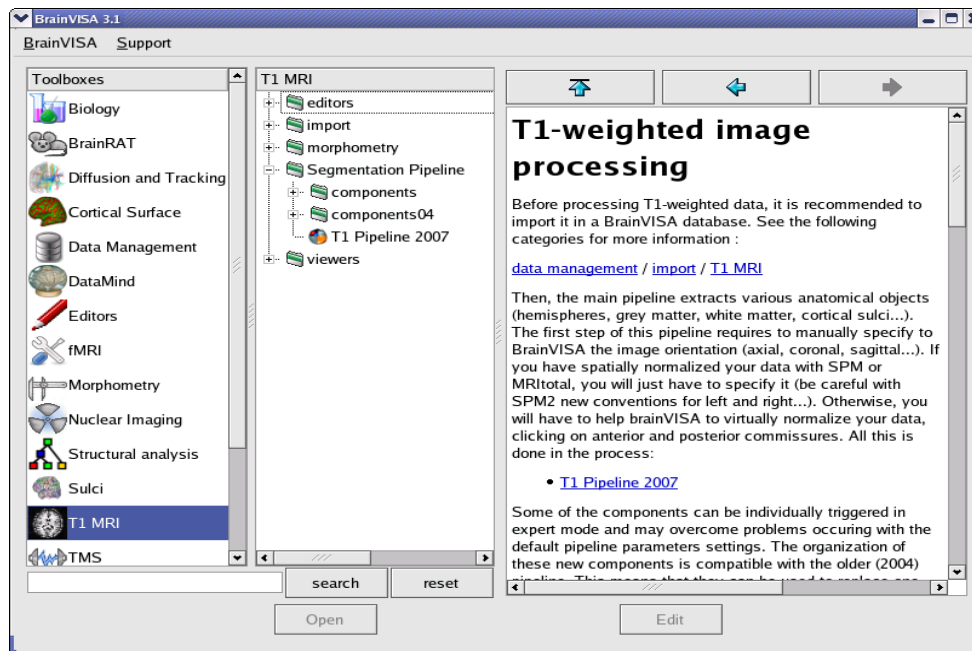 BrainVISA 3.1
BrainVISA Support
Toolboxes
Biology
BrainRAT
Diffusion and Tracking
Cortical Surface
Data Management
DataMind
Editors
fMRI
Morphometry
Nuclear Imaging
Structural analysis
Sulci
T1 MRI
TMS
T1 MRI
editors
import
morphometry
Segmentation Pipeline
components
components04
T1 Pipeline 2007
viewers
search
reset
Open
T1-weighted image
processing
Before processing T1-weighted data, it is recommended to
import it in a BrainVISA database. See the following
categories for more information :
data management / import / T1 MRI
Then, the main pipeline extracts various anatomical objects
(hemispheres, grey matter, white matter, cortical sulci...).
The first step of this pipeline requires to manually specify to
BrainVISA the image orientation (axial, coronal, sagittal...). If
you have spatially normalized your data with SPM or
MRItotal, you will just have to specify it (be careful with
SPM2 new conventions for left and right...). Otherwise, you
will have to help brainVISA to virtually normalize your data,
clicking on anterior and posterior commissures. All this is
done in the process:
• T1 Pipeline 2007
Some of the components can be individually triggered in
expert mode and may overcome problems occuring with the
default pipeline parameters settings. The organization of
these new components is compatible with the older (2004)
Edit